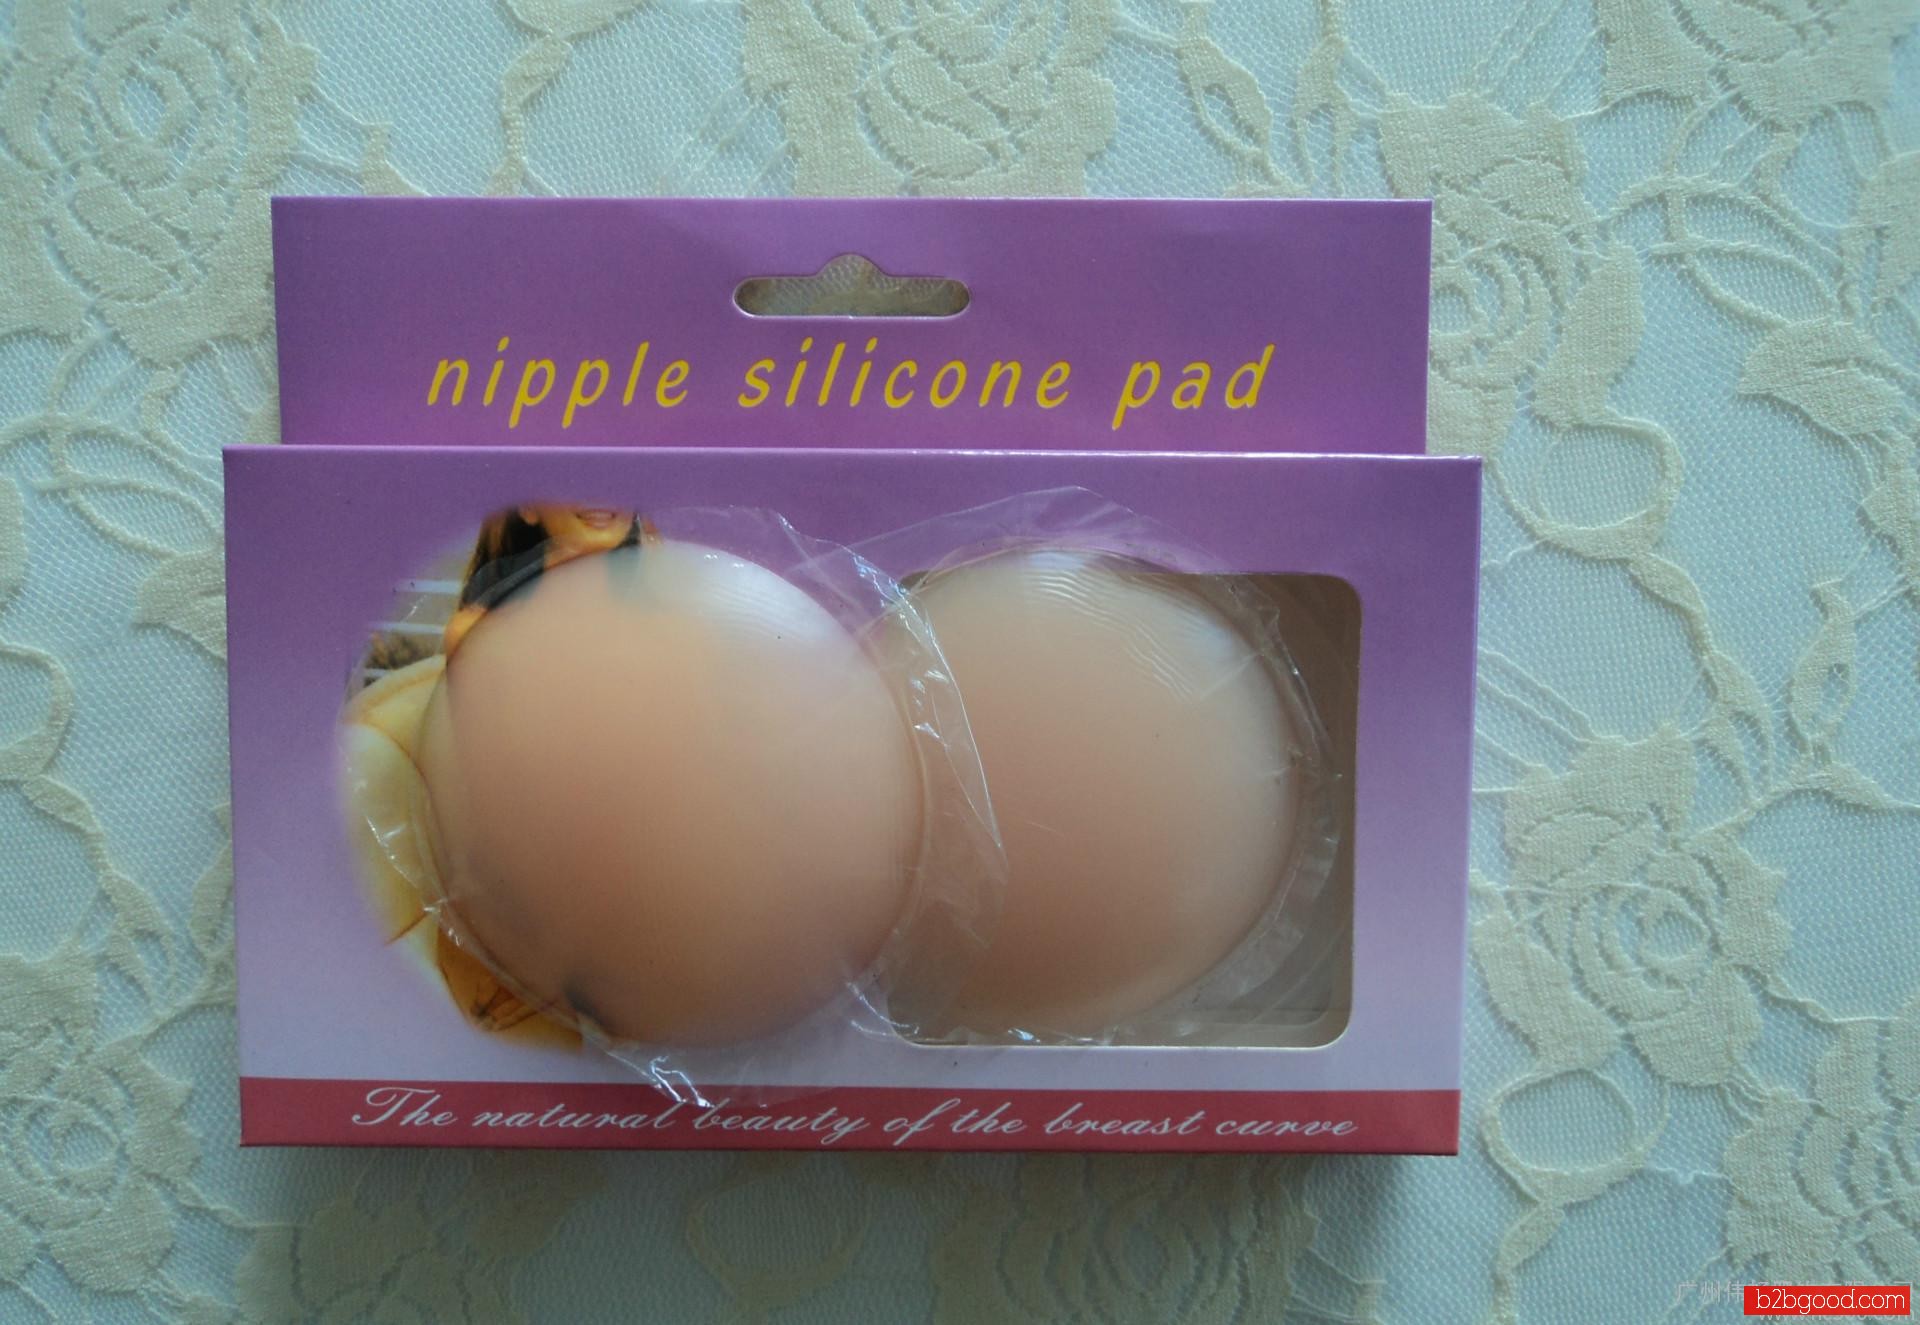 nipple silicone pad
The natural beauty of the breast curve
b2bgood.com